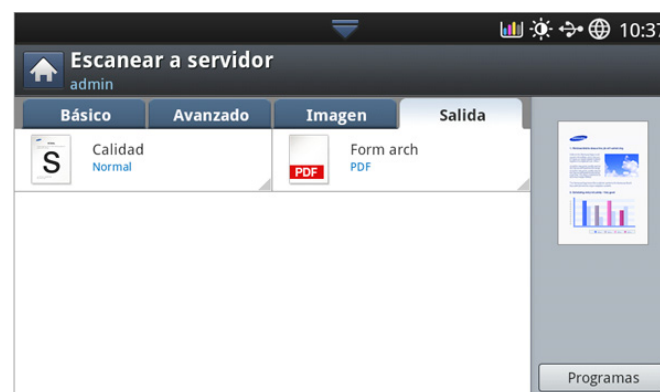 10:37
Escanear a servidor
admin
Básico Avanzado Imagen Salida
S Calidad
Normal
PDF Form arch
PDF
Programas